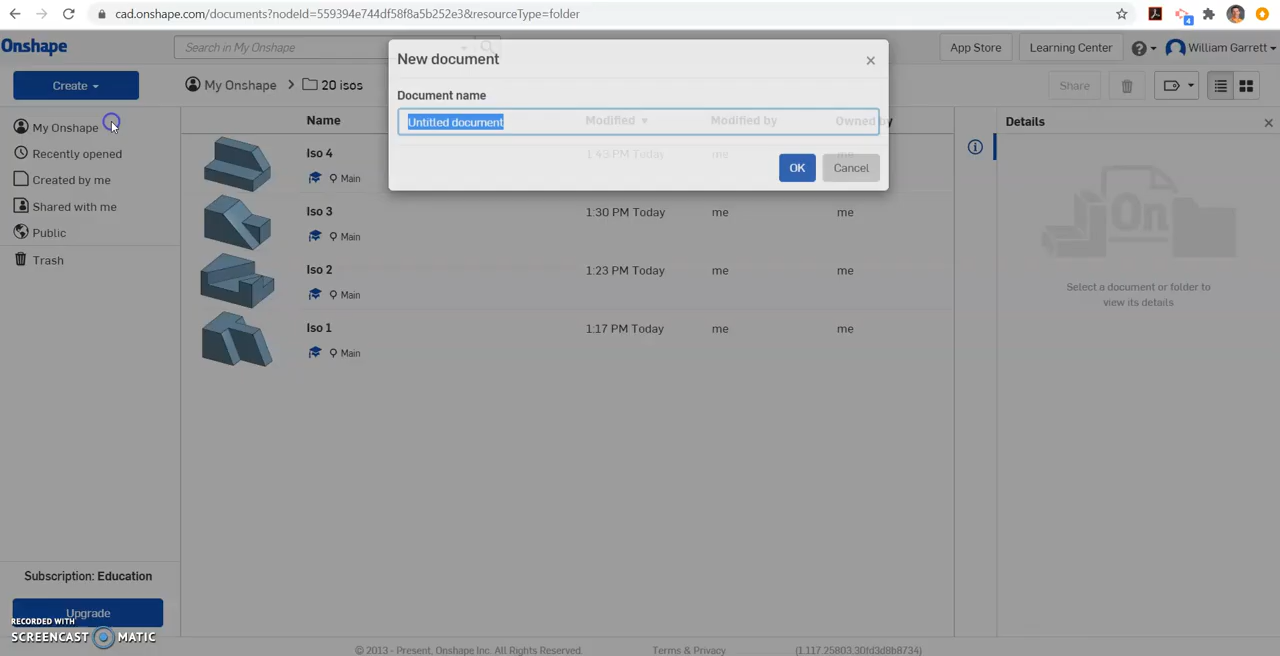 cad.onshape.com/documents?nodeId=559394e744df58f8a5b252e3&resourceType=folder
4
Onshape
Search in My Onshape
App Store
Learning Center
William Garrett
Create
My Onshape
20 isos
Share
New document
Document name
Untitled document
OK
Cancel
My Onshape
Recently opened
Created by me
Shared with me
Public
Trash
Name
Modified
Modified by
Owned by
Iso 4
Main
1:45 PM Today
me
me
Iso 3
Main
1:30 PM Today
me
me
Iso 2
Main
1:23 PM Today
me
me
Iso 1
Main
1:17 PM Today
me
me
Details
On
Select a document or folder to
view its details
Subscription: Education
Upgrade
RECORDED WITH
SCREENCAST MATIC
© 2013 - Present, Onshape Inc. All Rights Reserved.
Terms & Privacy
(1.117.25803.30fd3d8b8734)